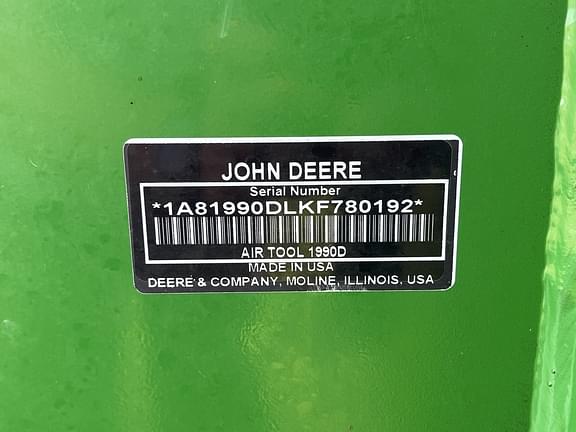 JOHN DEERE
Serial Number
*1A81990DLKF780192*
AIR TOOL 1990D
MADE IN USA
DEERE & COMPANY, MOLINE, ILLINOIS, USA